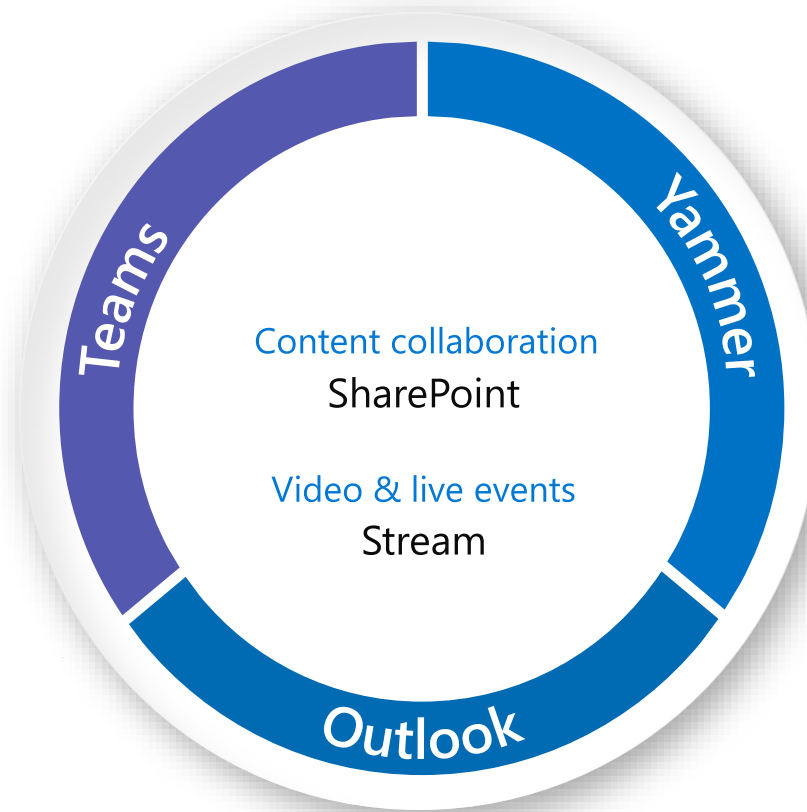 Teams
Yammer
Content collaboration
SharePoint
Video & live events
Stream
Outlook